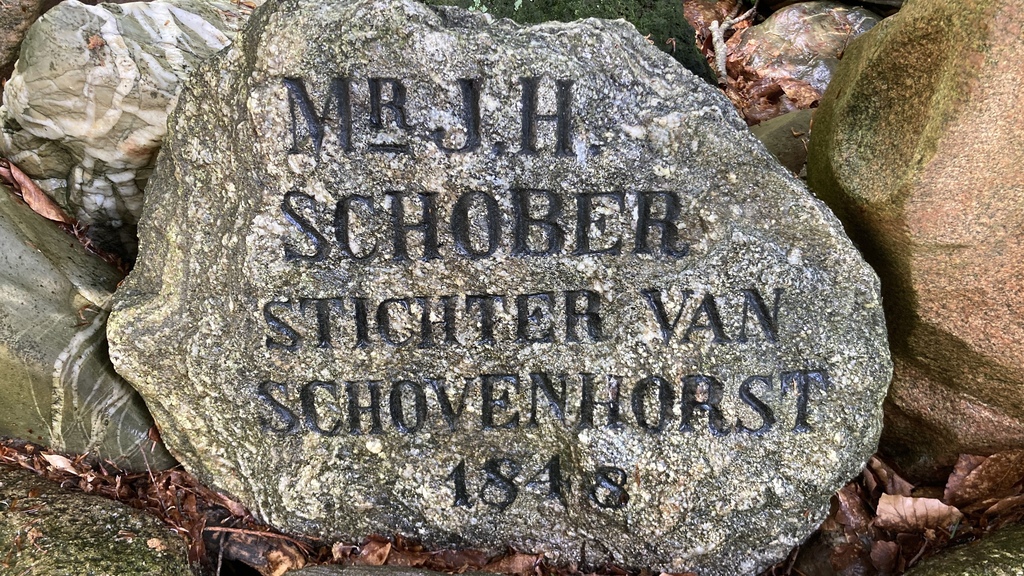 Mr J.H.
SCHOBER
STICHTER VAN
SCHOVENHORST
1848